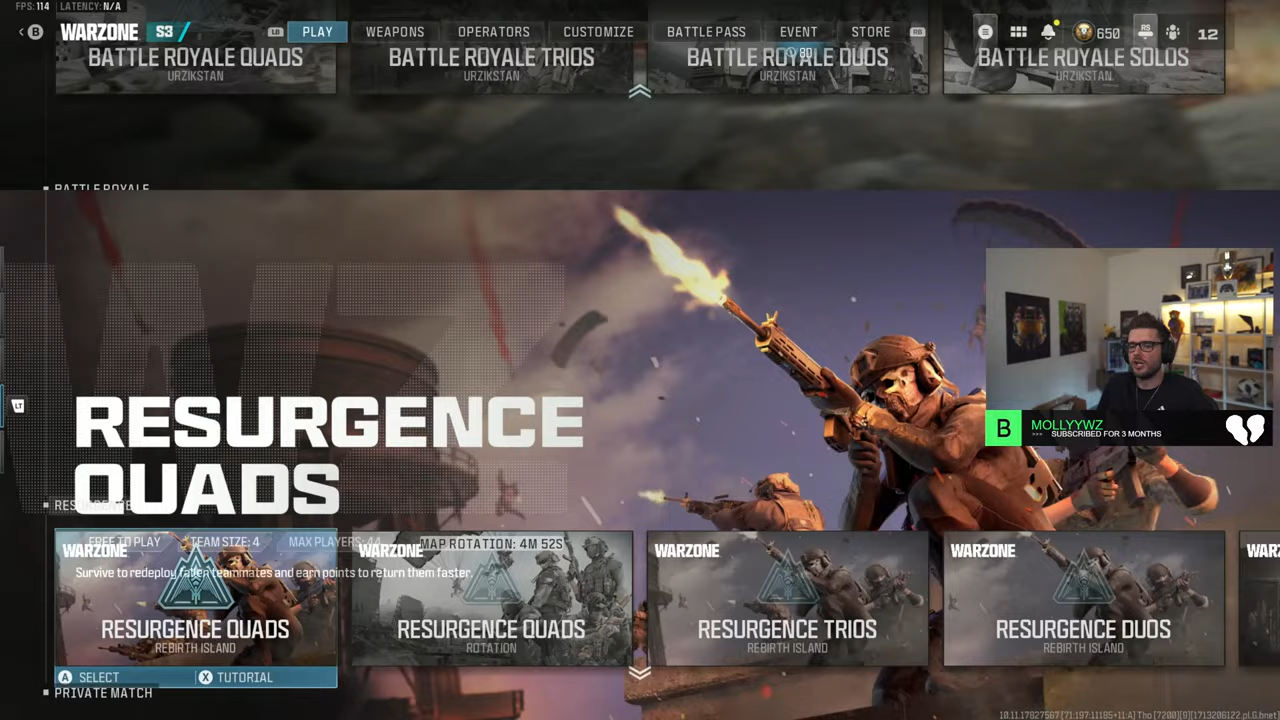 FPS: 114 | LATENCY: N/A
B WARZONE S3 LB PLAY WEAPONS OPERATORS CUSTOMIZE BATTLE PASS EVENT STORE RB 650 RS 12
BATTLE ROYALE QUADS
URZIKSTAN
BATTLE ROYALE TRIOS
URZIKSTAN
BATTLE ROYALE DUOS
URZIKSTAN
BATTLE ROYALE SOLOS
URZIKSTAN
BATTLE ROYALE
LT
RESURGENCE
QUADS
B MOLLYYWZ
>>> SUBSCRIBED FOR 3 MONTHS
FREE TO PLAY TEAM SIZE: 4 MAX PLAYERS: 44 MAP ROTATION: 4M 52S
Survive to redeploy fallen teammates and earn points to return them faster.
WARZONE
RESURGENCE QUADS
REBIRTH ISLAND
WARZONE
RESURGENCE QUADS
ROTATION
WARZONE
RESURGENCE TRIOS
REBIRTH ISLAND
WARZONE
RESURGENCE DUOS
REBIRTH ISLAND
A SELECT X TUTORIAL
PRIVATE MATCH